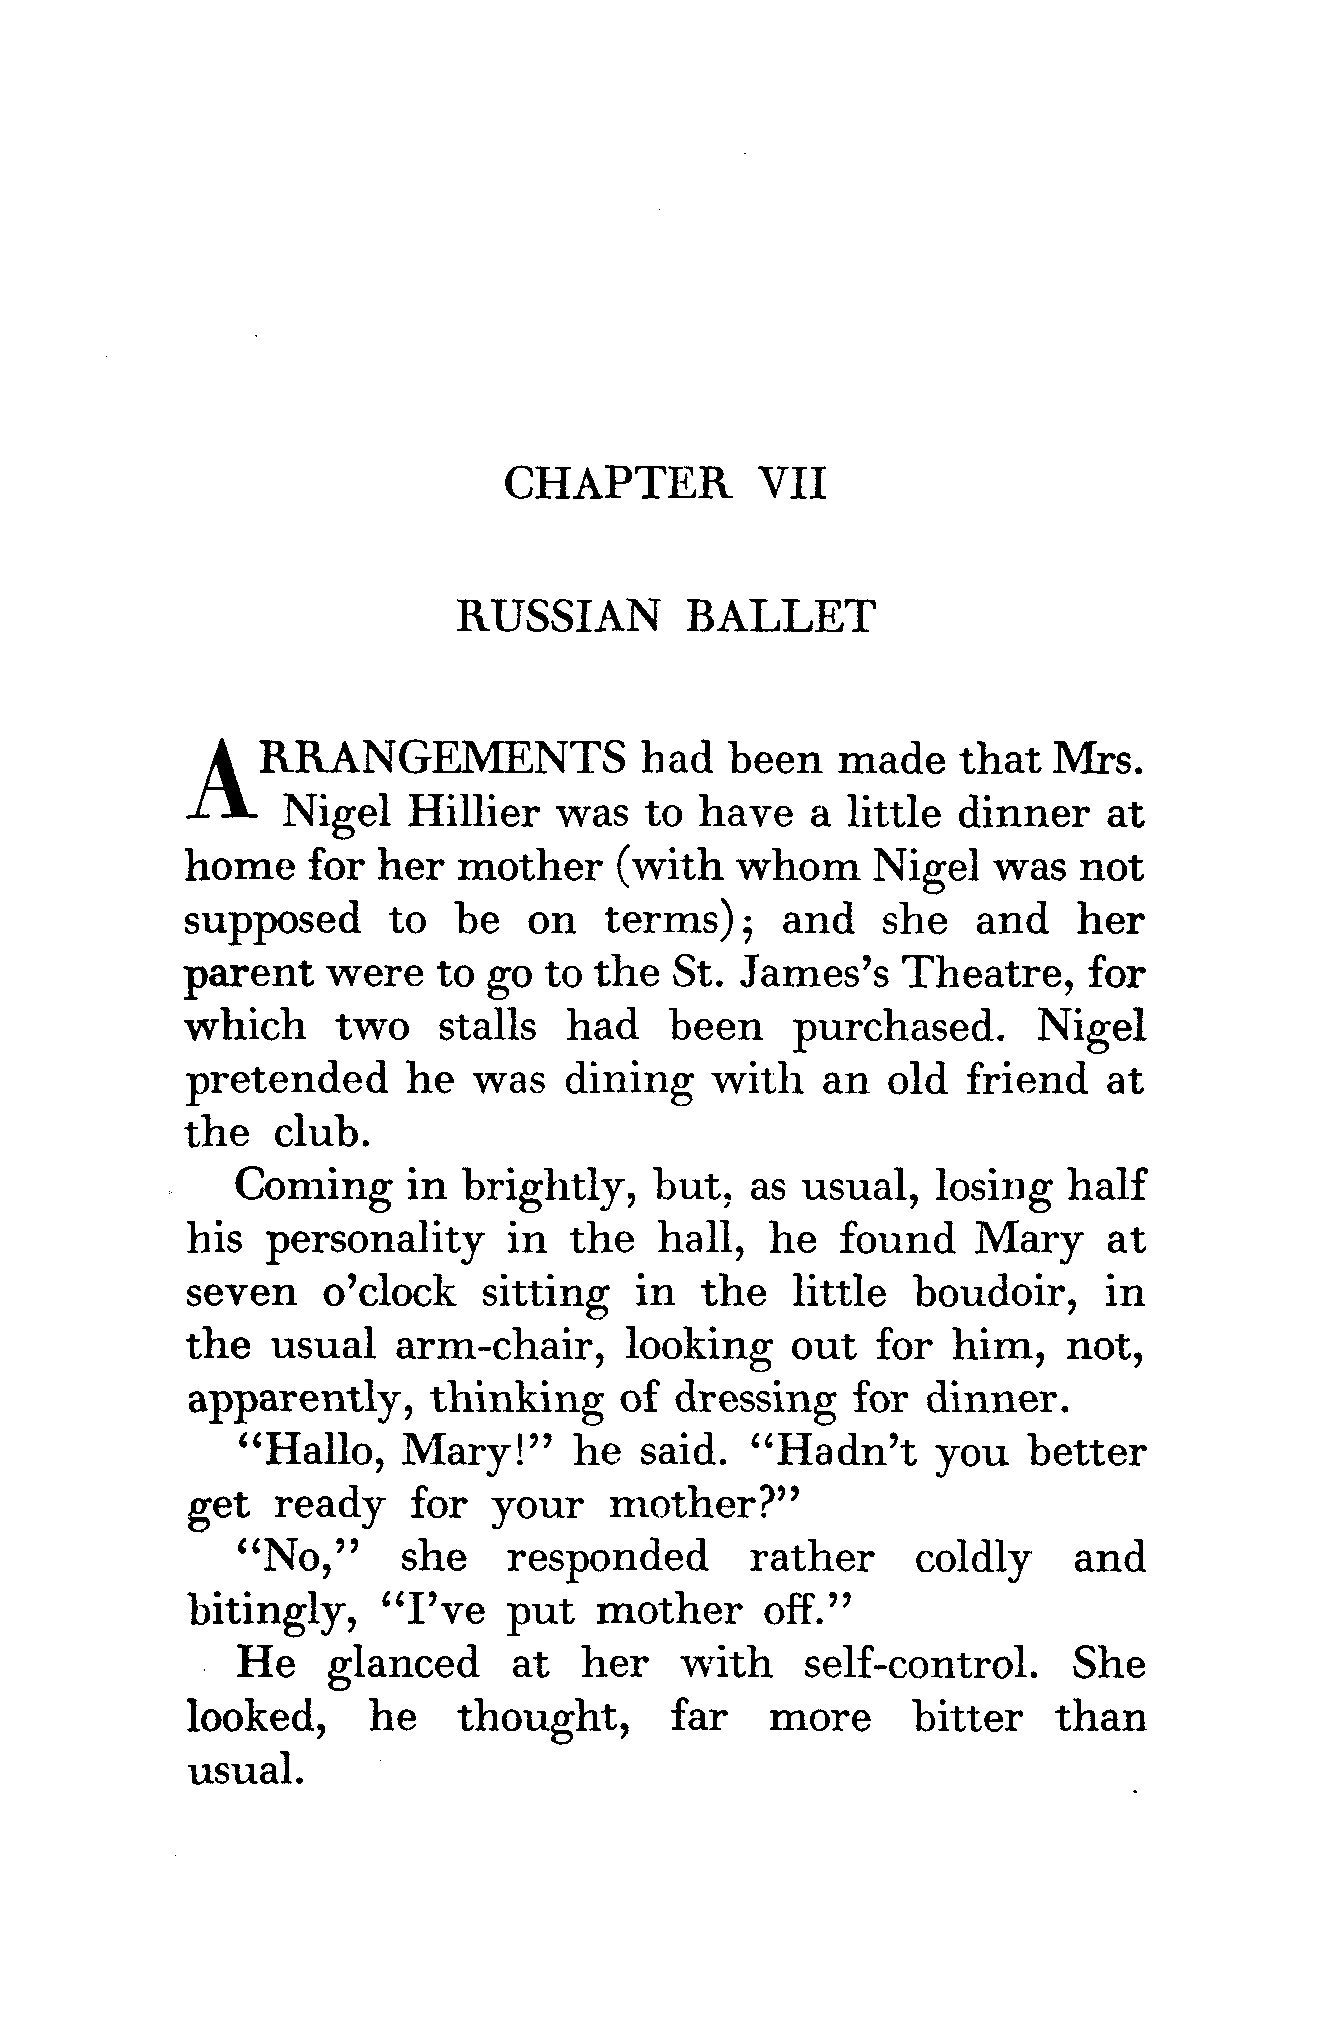 CHAPTER VII
RUSSIAN BALLET
ARRANGEMENTS had been made that Mrs.
Nigel Hillier was to have a little dinner at
home for her mother (with whom Nigel was not
supposed to be on terms); and she and her
parent were to go to the St. James's Theatre, for
which two stalls had been purchased. Nigel
pretended he was dining with an old friend at
the club.
Coming in brightly, but, as usual, losing half
his personality in the hall, he found Mary at
seven o'clock sitting in the little boudoir, in
the usual arm-chair, looking out for him, not,
apparently, thinking of dressing for dinner.
"Hallo, Mary!" he said. "Hadn't you better
get ready for your mother?"
"No," she responded rather coldly and
bitingly, "I've put mother off."
He glanced at her with self-control. She
looked, he thought, far more bitter than
usual.